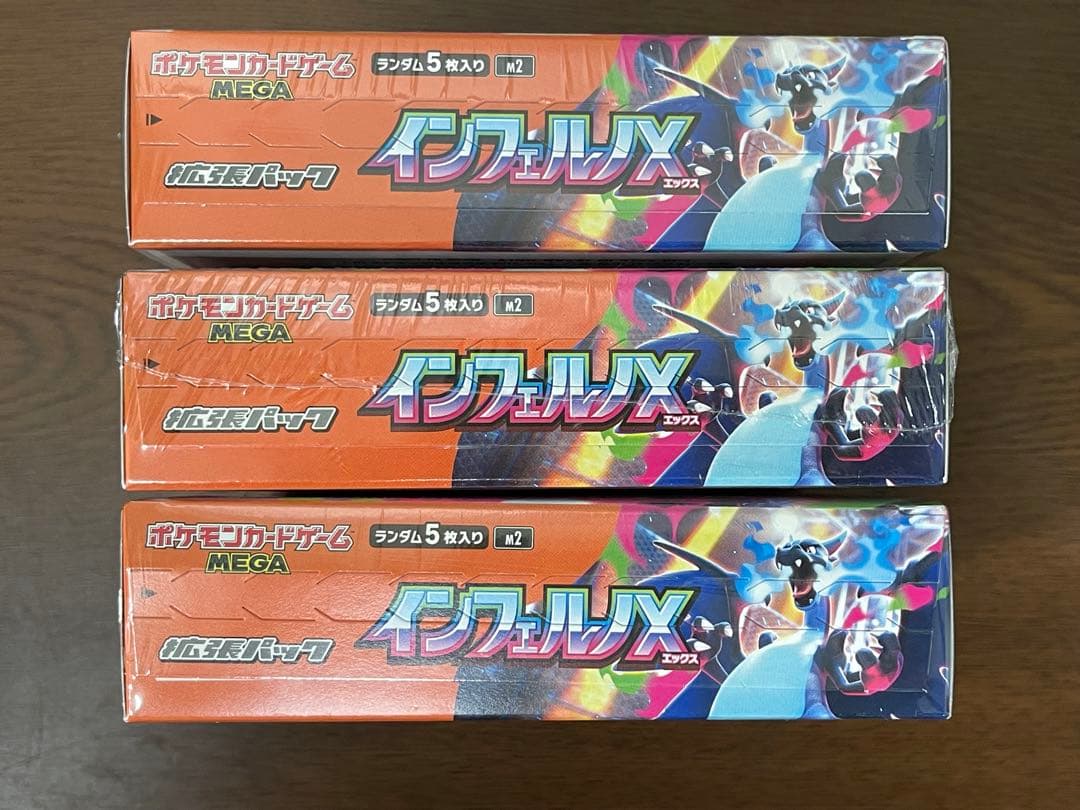 ポケモンカードゲーム
MEGA
ランダム5枚入り
M2
インフェルノX
エックス
拡張パック
ポケモンカードゲーム
MEGA
ランダム5枚入り
M2
インフェルノX
エックス
拡張パック
ポケモンカードゲーム
MEGA
ランダム5枚入り
M2
インフェルノX
エックス
拡張パック